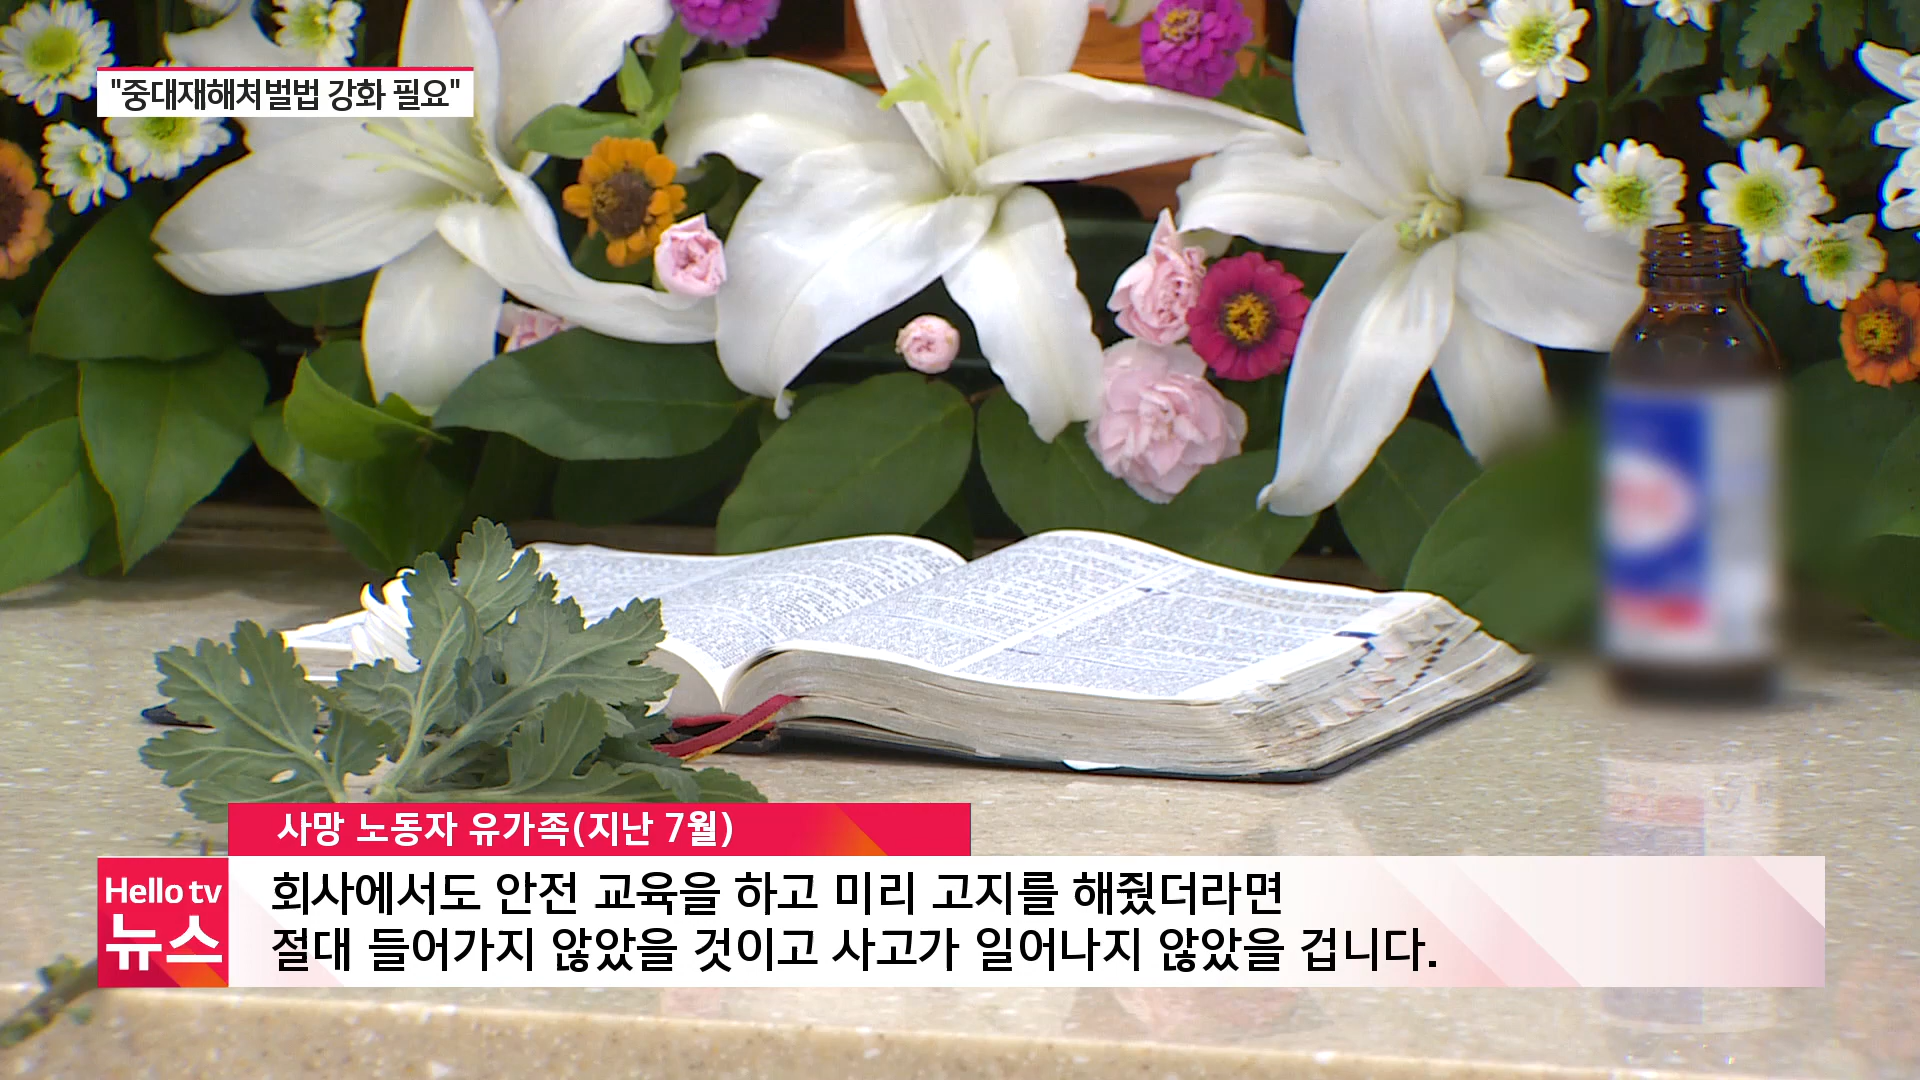 "중대재해처벌법 강화 필요"
사망 노동자 유가족(지난 7월)
Hello tv
뉴스
회사에서도 안전 교육을 하고 미리 고지를 해줬더라면
절대 들어가지 않았을 것이고 사고가 일어나지 않았을 겁니다.